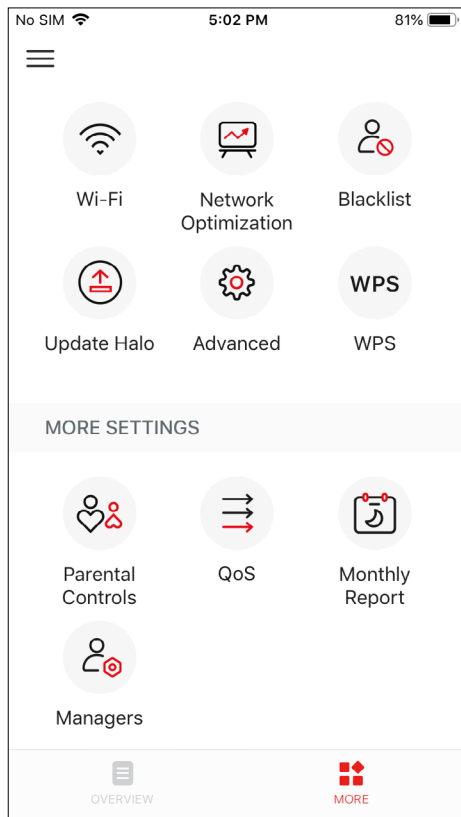 No SIM 5:02 PM 81%
Wi-Fi Network Optimization Blacklist
WPS
Update Halo Advanced WPS
MORE SETTINGS
Parental Controls QoS Monthly Report
Managers
OVERVIEW MORE